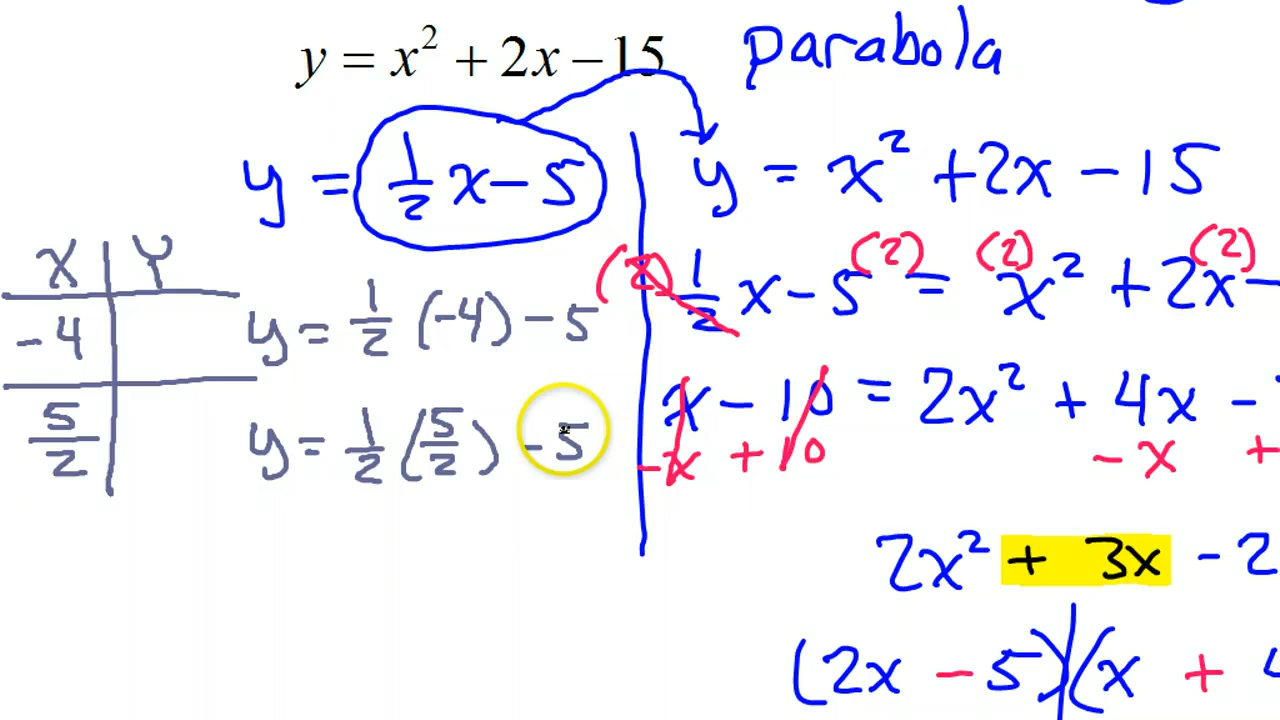 y = x² + 2x − 15 parabola
y = 1/2 x − 5
y = x² + 2x − 15
(2) 1/2 x − 5 (2) = (2) x² + 2x (2) −
x − 10 = 2x² + 4x −
− x + 10 − x +
2x² + 3x − 2
(2x − 5)(x + 4
X Y
−4 y = 1/2 (−4) − 5
5/2 y = 1/2 (5/2) − 5